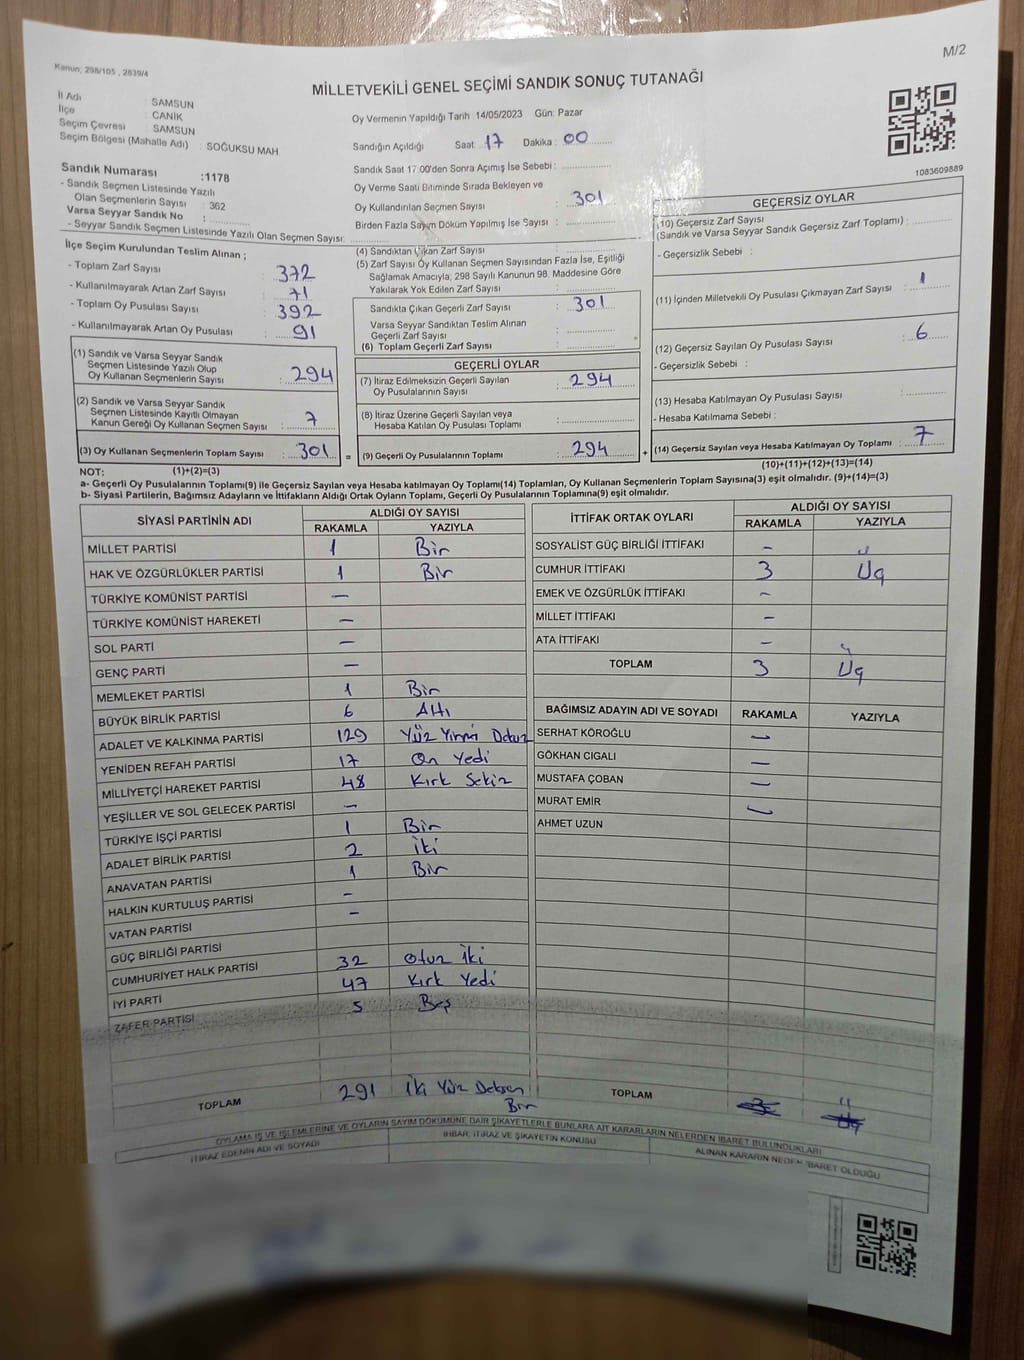 M/2
Kanun; 298/105 , 2839/4
MİLLETVEKİLİ GENEL SEÇİMİ SANDIK SONUÇ TUTANAĞI
İl Adı : SAMSUN
İlçe : CANİK
Seçim Çevresi : SAMSUN
Seçim Bölgesi (Mahalle Adı) : SOĞUKSU MAH.
Oy Vermenin Yapıldığı Tarih :14/05/2023 Gün: Pazar
Sandığın Açıldığı Saat: 17 Dakika: 00
Sandık Saat 17:00'den Sonra Açımış İse Sebebi :
Oy Verme Saati Bitiminde Sırada Bekleyen ve
Oy Kullandırılan Seçmen Sayısı : 301
Birden Fazla Sayım Döküm Yapılmış İse Sayısı :
1083609889
Sandık Numarası :1178
- Sandık Seçmen Listesinde Yazılı
Olan Seçmenlerin Sayısı : 362
Varsa Seyyar Sandık No :
- Seyyar Sandık Seçmen Listesinde Yazılı Olan Seçmen Sayısı:
İlçe Seçim Kurulundan Teslim Alınan ;
- Toplam Zarf Sayısı : 372
- Kullanılmayarak Artan Zarf Sayısı : 71
- Toplam Oy Pusulası Sayısı : 392
- Kullanılmayarak Artan Oy Pusulası : 91
(1) Sandık ve Varsa Seyyar Sandık
Seçmen Listesinde Yazılı Olup
Oy Kullanan Seçmenlerin Sayısı : 294
(2) Sandık ve Varsa Seyyar Sandık
Seçmen Listesinde Kayıtlı Olmayan
Kanun Gereği Oy Kullanan Seçmen Sayısı : 7
(3) Oy Kullanan Seçmenlerin Toplam Sayısı : 301 =
(4) Sandıktan Çıkan Zarf Sayısı :
(5) Zarf Sayısı Oy Kullanan Seçmen Sayısından Fazla İse, Eşitliği
Sağlamak Amacıyla, 298 Sayılı Kanunun 98. Maddesine Göre
Yakılarak Yok Edilen Zarf Sayısı :
Sandıkta Çıkan Geçerli Zarf Sayısı : 301
Varsa Seyyar Sandıktan Teslim Alınan
Geçerli Zarf Sayısı :
(6) Toplam Geçerli Zarf Sayısı :
GEÇERLİ OYLAR
(7) İtiraz Edilmeksizin Geçerli Sayılan
Oy Pusulalarının Sayısı : 294
(8) İtiraz Üzerine Geçerli Sayılan veya
Hesaba Katılan Oy Pusulası Toplamı :
(9) Geçerli Oy Pusulalarının Toplamı : 294 +
GEÇERSİZ OYLAR
(10) Geçersiz Zarf Sayısı
(Sandık ve Varsa Seyyar Sandık Geçersiz Zarf Toplamı) :
- Geçersizlik Sebebi :
(11) İçinden Milletvekili Oy Pusulası Çıkmayan Zarf Sayısı : 1
(12) Geçersiz Sayılan Oy Pusulası Sayısı : 6
- Geçersizlik Sebebi :
(13) Hesaba Katılmayan Oy Pusulası Sayısı :
- Hesaba Katılmama Sebebi :
(14) Geçersiz Sayılan veya Hesaba Katılmayan Oy Toplamı : 7
NOT: (1)+(2)=(3) (10)+(11)+(12)+(13)=(14)
a- Geçerli Oy Pusulalarının Toplamı(9) ile Geçersiz Sayılan veya Hesaba katılmayan Oy Toplamı(14) Toplamları, Oy Kullanan Seçmenlerin Toplam Sayısına(3) eşit olmalıdır. (9)+(14)=(3)
b- Siyasi Partilerin, Bağımsız Adayların ve İttifakların Aldığı Ortak Oyların Toplamı, Geçerli Oy Pusulalarının Toplamına(9) eşit olmalıdır.
SİYASİ PARTİNİN ADI ALDIĞI OY SAYISI
RAKAMLA YAZIYLA
MİLLET PARTİSİ 1 Bir
HAK VE ÖZGÜRLÜKLER PARTİSİ 1 Bir
TÜRKİYE KOMÜNİST PARTİSİ –
TÜRKİYE KOMÜNİST HAREKETİ –
SOL PARTİ –
GENÇ PARTİ –
MEMLEKET PARTİSİ 1 Bir
BÜYÜK BİRLİK PARTİSİ 6 Altı
ADALET VE KALKINMA PARTİSİ 129 Yüz Yirmi Dokuz
YENİDEN REFAH PARTİSİ 17 On Yedi
MİLLİYETÇİ HAREKET PARTİSİ 48 Kırk Sekiz
YEŞİLLER VE SOL GELECEK PARTİSİ –
TÜRKİYE İŞÇİ PARTİSİ 1 Bir
ADALET BİRLİK PARTİSİ 2 İki
ANAVATAN PARTİSİ 1 Bir
HALKIN KURTULUŞ PARTİSİ –
VATAN PARTİSİ –
GÜÇ BİRLİĞİ PARTİSİ
CUMHURİYET HALK PARTİSİ 32 Otuz İki
İYİ PARTİ 47 Kırk Yedi
ZAFER PARTİSİ 5 Beş
TOPLAM 291 İki Yüz Doksan
Bir
İTTİFAK ORTAK OYLARI ALDIĞI OY SAYISI
RAKAMLA YAZIYLA
SOSYALİST GÜÇ BİRLİĞİ İTTİFAKI –
CUMHUR İTTİFAKI 3 Üç
EMEK VE ÖZGÜRLÜK İTTİFAKI –
MİLLET İTTİFAKI –
ATA İTTİFAKI –
TOPLAM 3 Üç
BAĞIMSIZ ADAYIN ADI VE SOYADI RAKAMLA YAZIYLA
SERHAT KÖROĞLU –
GÖKHAN CIGALI –
MUSTAFA ÇOBAN –
MURAT EMİR –
AHMET UZUN
TOPLAM
OYLAMA İŞ VE İŞLEMLERİNE VE OYLARIN SAYIM DÖKÜMÜNE DAİR ŞİKAYETLERLE BUNLARA AİT KARARLARIN NELERDEN İBARET BULUNDUKLARI
İTİRAZ EDENİN ADI VE SOYADI İHBAR, İTİRAZ VE ŞİKAYETİN KONUSU ALINAN KARARIN NEDEN İBARET OLDUĞU